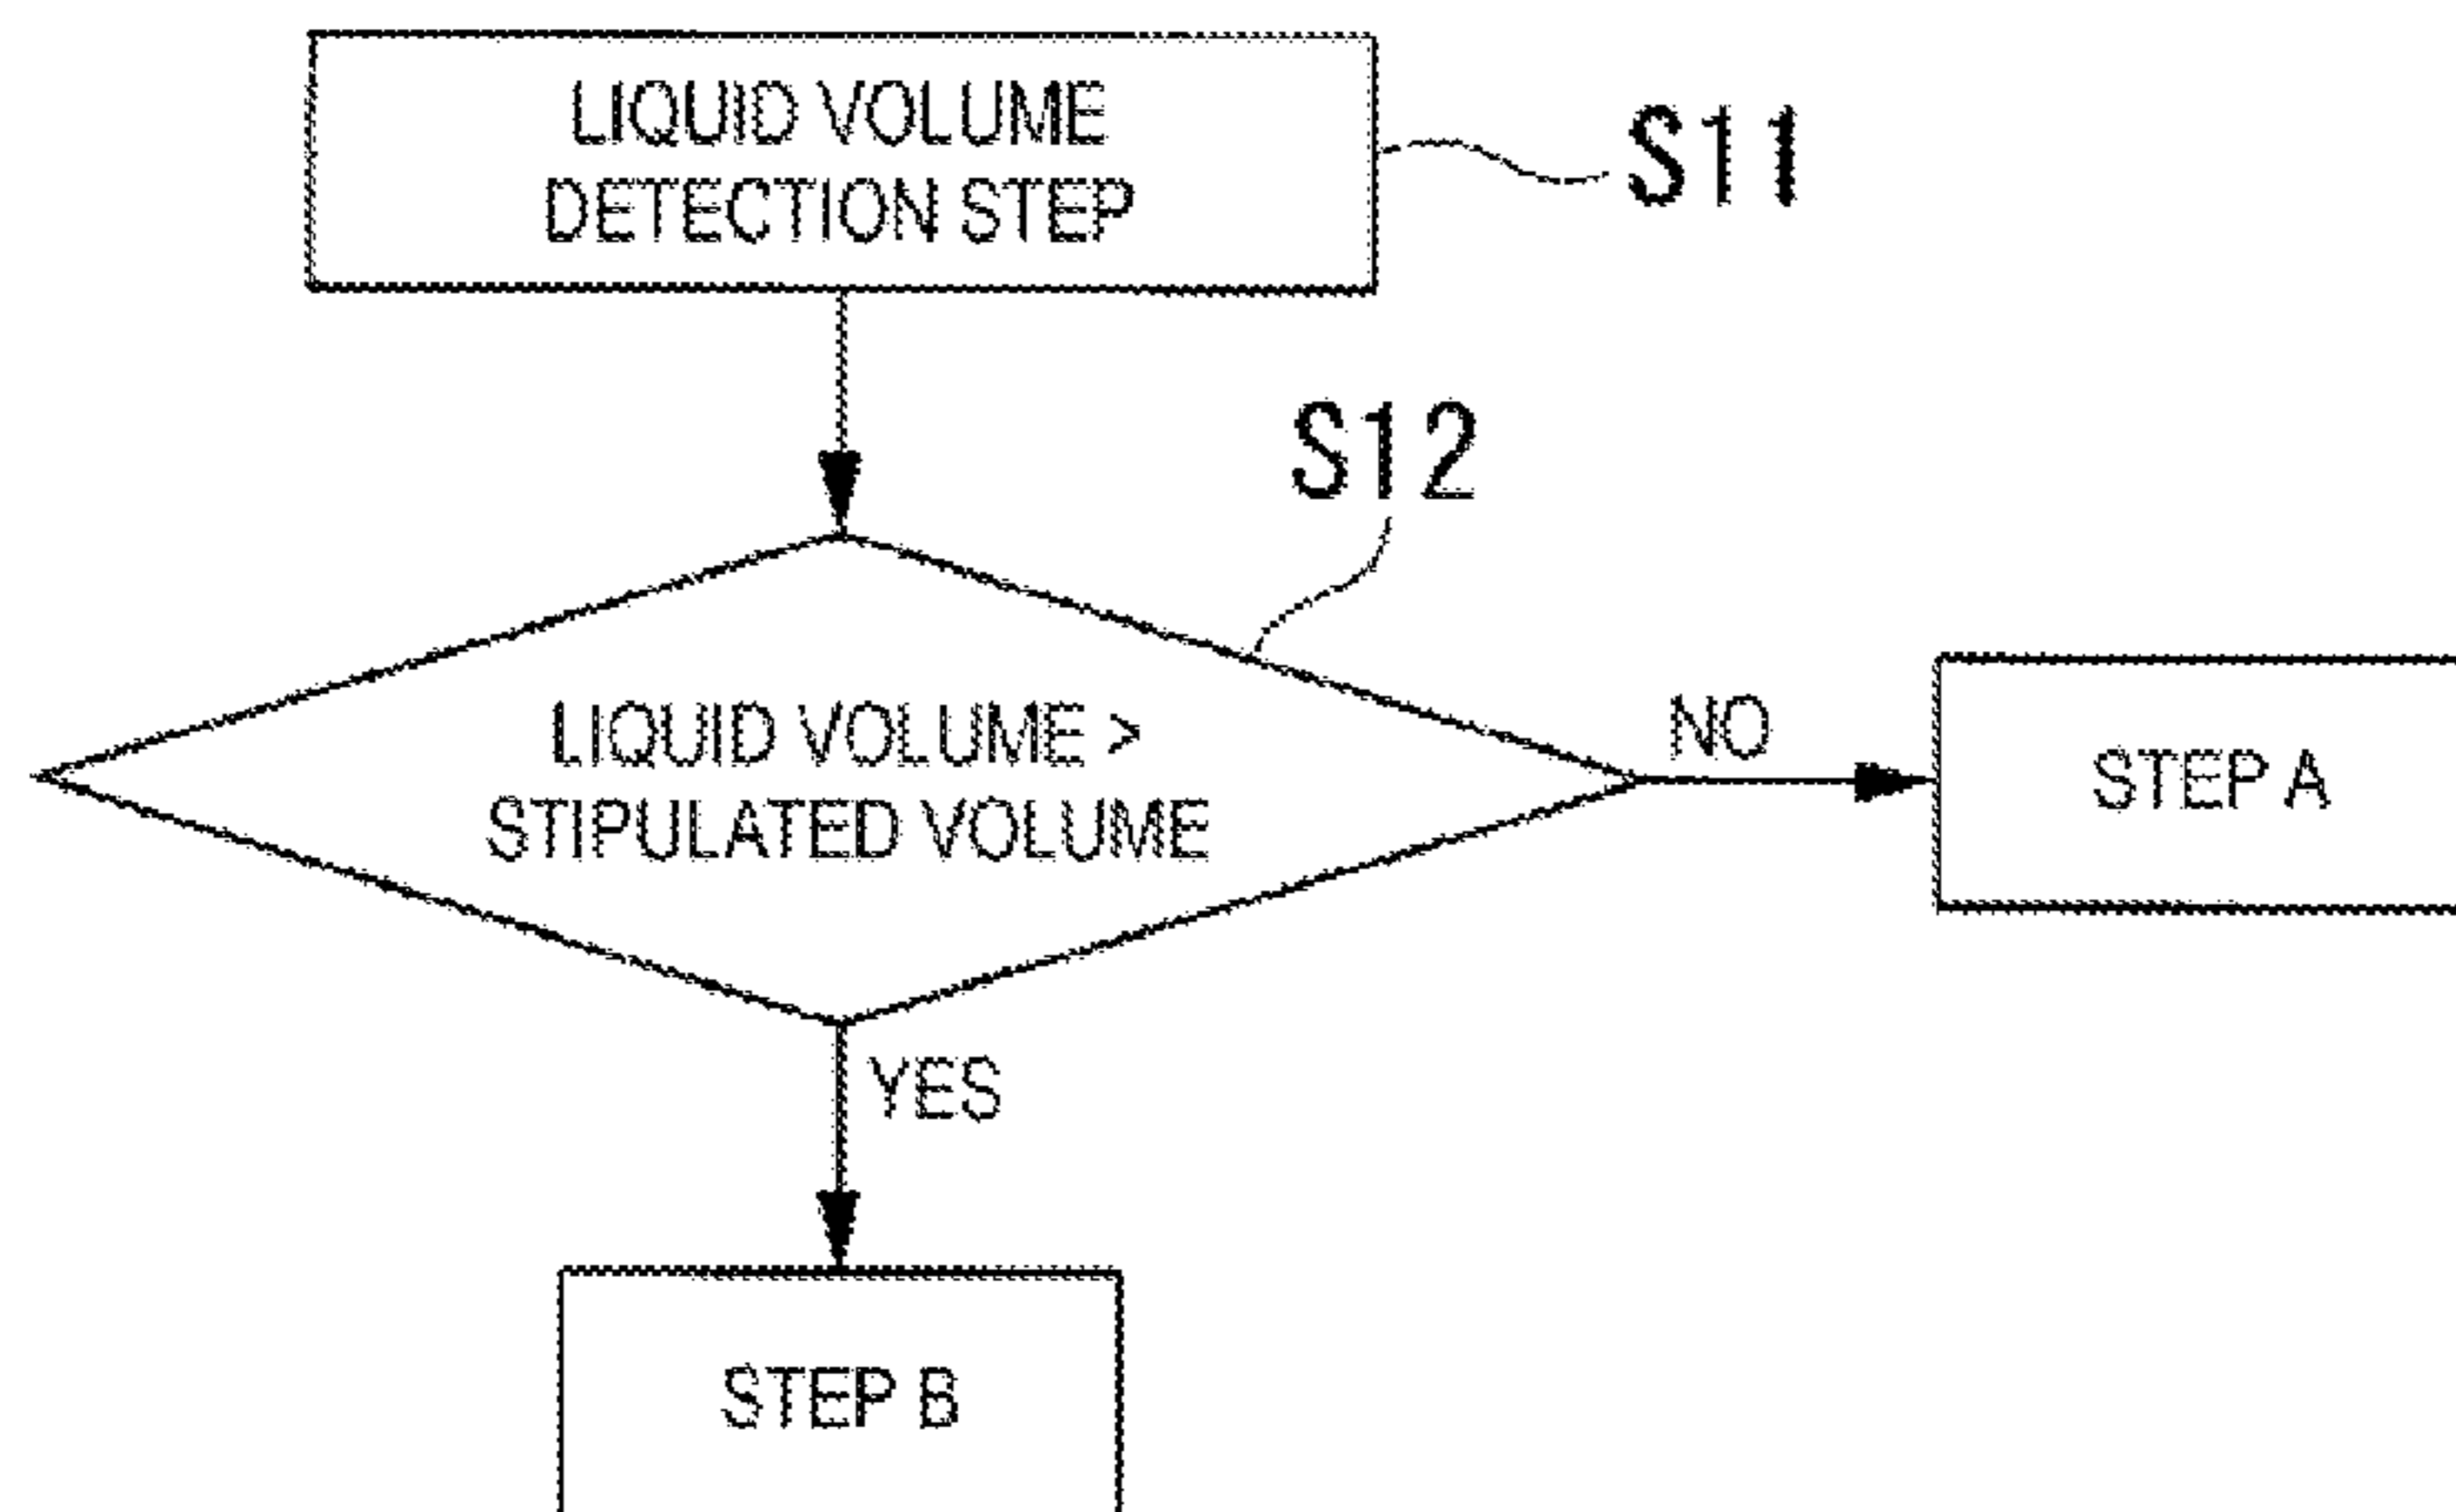 LIQUID VOLUME
DETECTION STEP
S11
S12
LIQUID VOLUME >
STIPULATED VOLUME
NO
STEP A
YES
STEP B